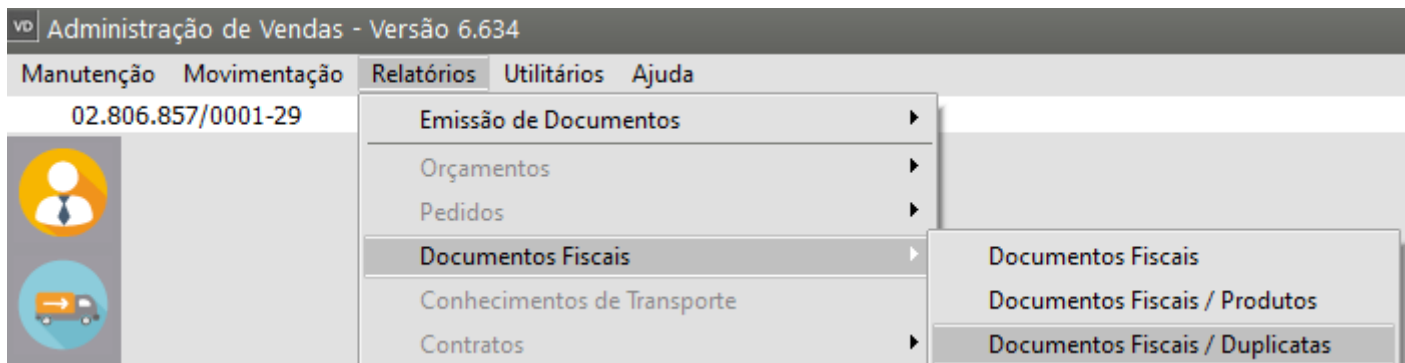 VD Administração de Vendas - Versão 6.634
Manutenção Movimentação Relatórios Utilitários Ajuda
02.806.857/0001-29
Emissão de Documentos
Orçamentos
Pedidos
Documentos Fiscais
Conhecimentos de Transporte
Contratos
Documentos Fiscais
Documentos Fiscais / Produtos
Documentos Fiscais / Duplicatas